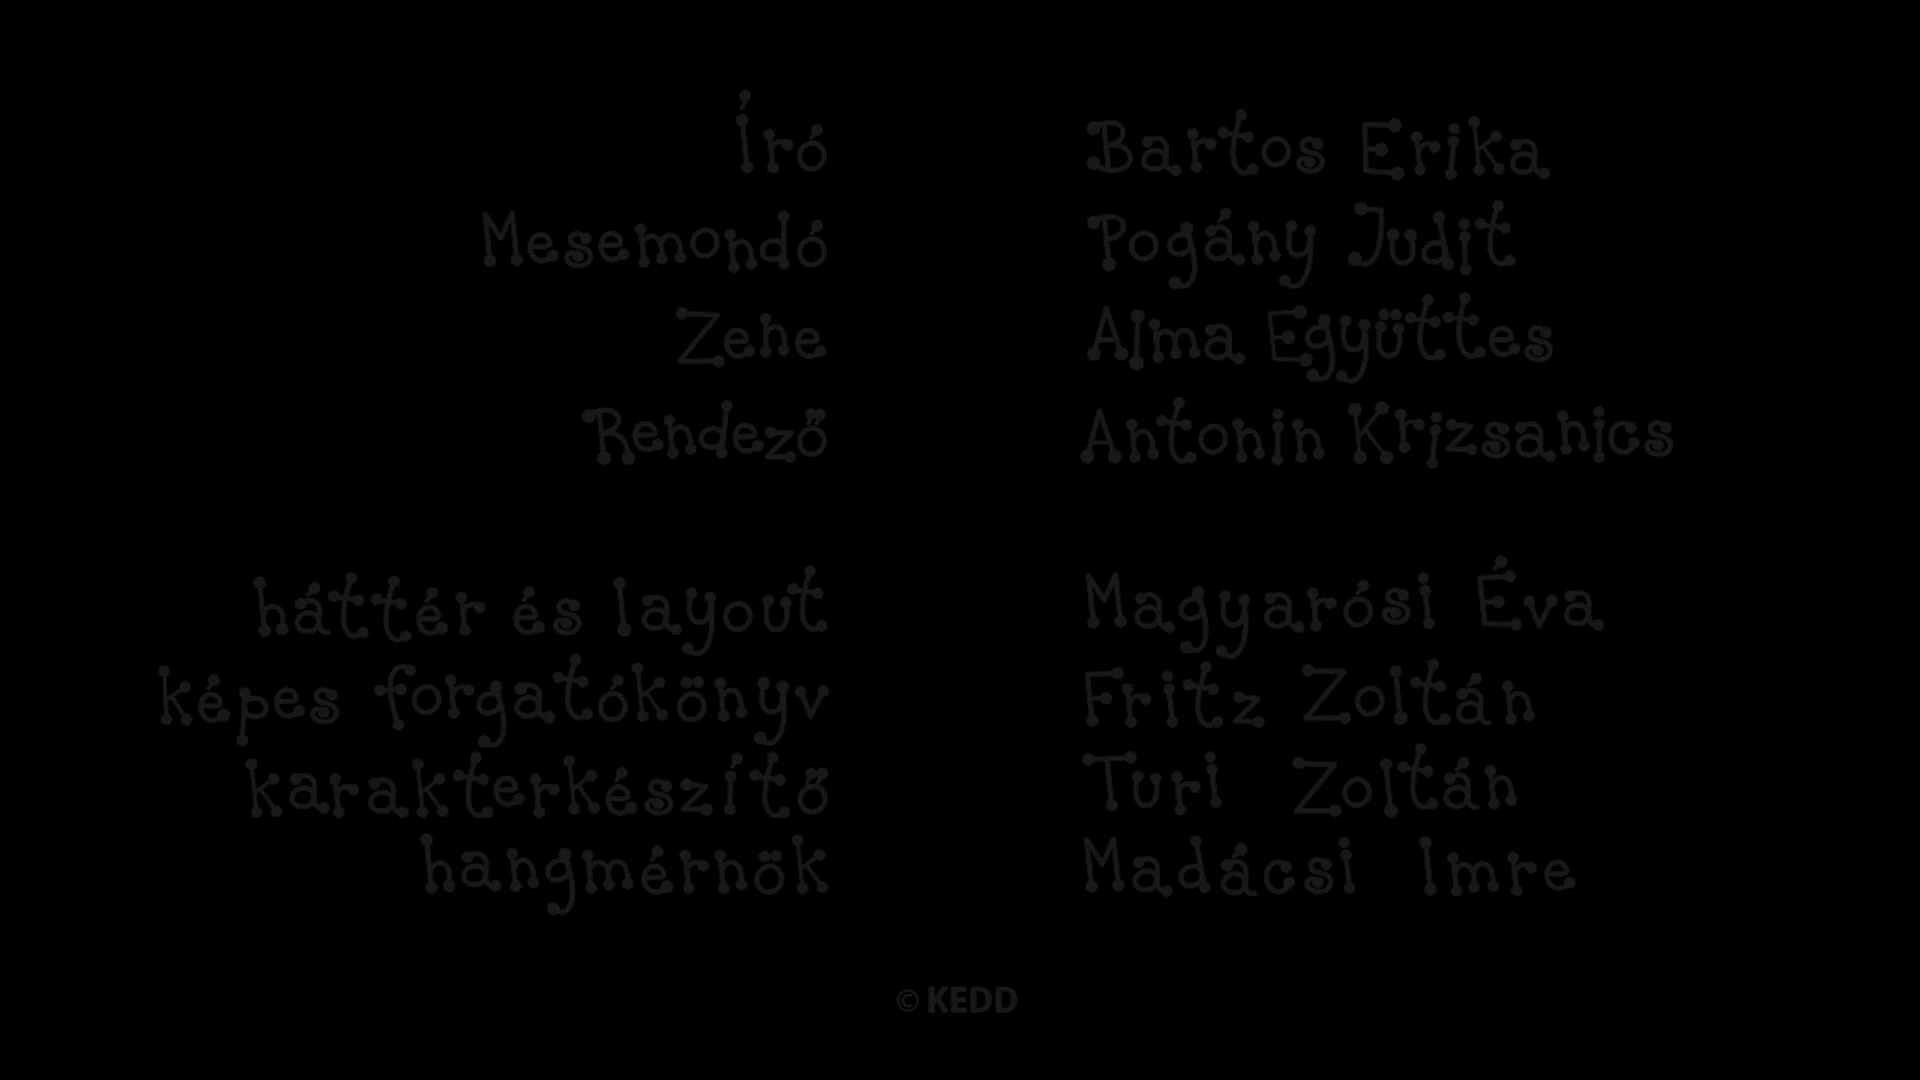 Író Bartos Erika
Mesemondó Pogány Judit
Zene Alma Együttes
Rendező Antonin Krizsanics
háttér és layout Magyarósi Éva
képes forgatókönyv Fritz Zoltán
karakterkészítő Turi Zoltán
hangmérnök Madácsi Imre
© KEDD